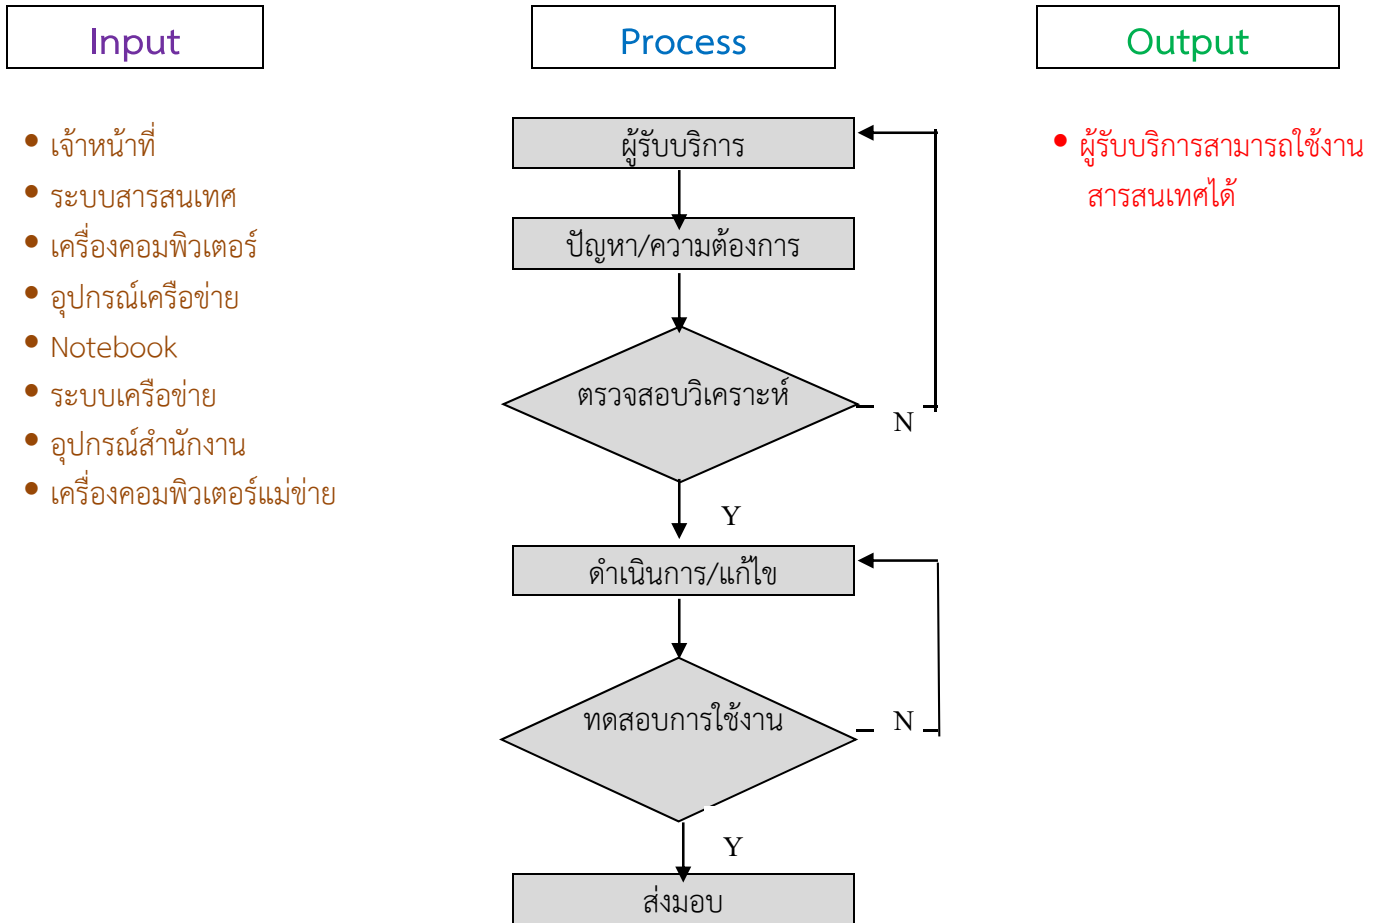 Input
Process
Output
เจ้าหน้าที่
ระบบสารสนเทศ
เครื่องคอมพิวเตอร์
อุปกรณ์เครือข่าย
Notebook
ระบบเครือข่าย
อุปกรณ์สำนักงาน
เครื่องคอมพิวเตอร์แม่ข่าย
ผู้รับบริการ
ปัญหา/ความต้องการ
ตรวจสอบวิเคราะห์
N
Y
ดำเนินการ/แก้ไข
ทดสอบการใช้งาน
N
Y
ส่งมอบ
ผู้รับบริการสามารถใช้งาน
สารสนเทศได้